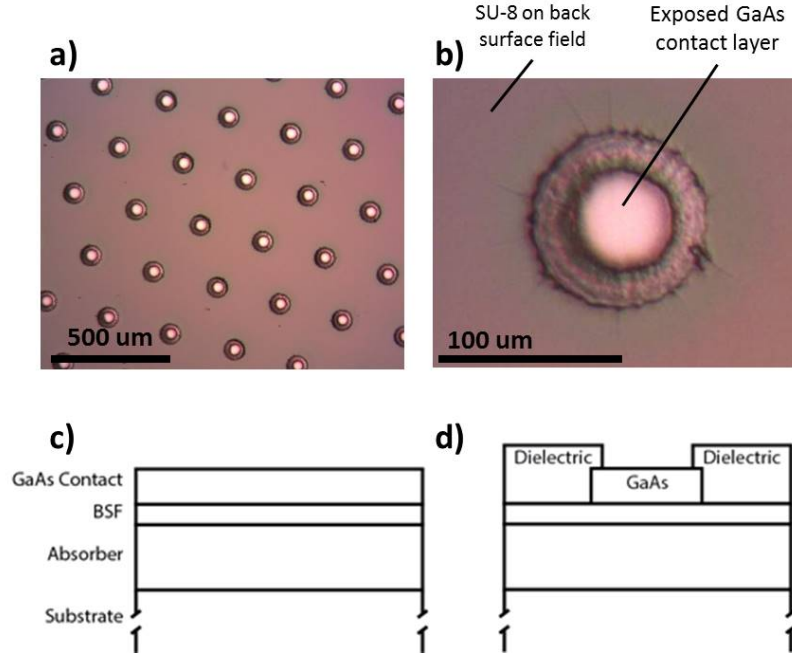 a)
b)
SU-8 on back
surface field
Exposed GaAs
contact layer
500 um
100 um
c)
GaAs Contact
BSF
Absorber
Substrate
d)
Dielectric
Dielectric
GaAs